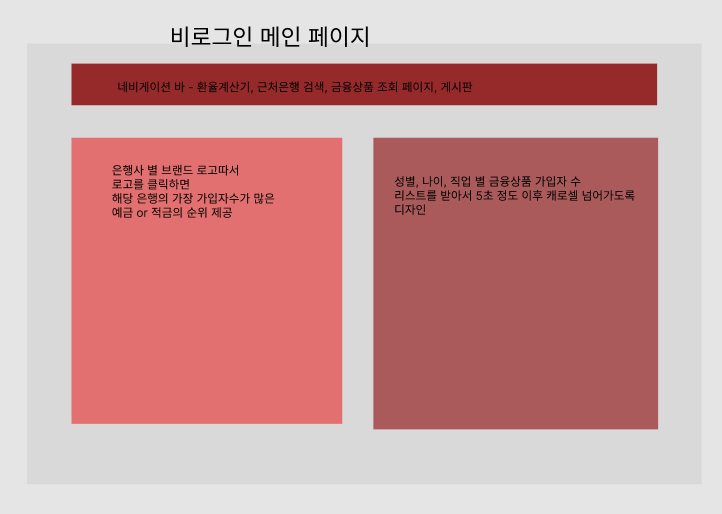 비로그인 메인 페이지
네비게이션 바 - 환율계산기, 근처은행 검색, 금융상품 조회 페이지, 게시판
은행사 별 브랜드 로고따서
로고를 클릭하면
해당 은행의 가장 가입자수가 많은
예금 or 적금의 순위 제공
성별, 나이, 직업 별 금융상품 가입자 수
리스트를 받아서 5초 정도 이후 캐로셀 넘어가도록
디자인